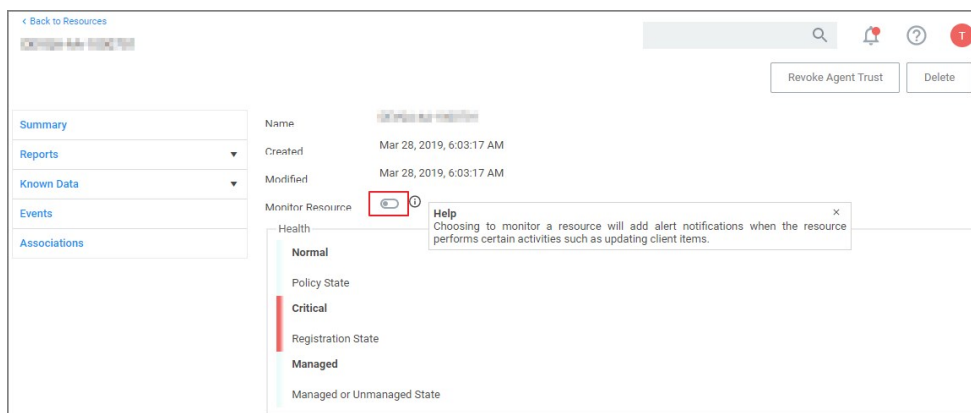 ‹ Back to Resources
T
Revoke Agent Trust
Delete
Summary
Reports
Known Data
Events
Associations
Name
Created Mar 28, 2019, 6:03:17 AM
Modified Mar 28, 2019, 6:03:17 AM
Monitor Resource
Help
Choosing to monitor a resource will add alert notifications when the resource
performs certain activities such as updating client items.
Health
Normal
Policy State
Critical
Registration State
Managed
Managed or Unmanaged State